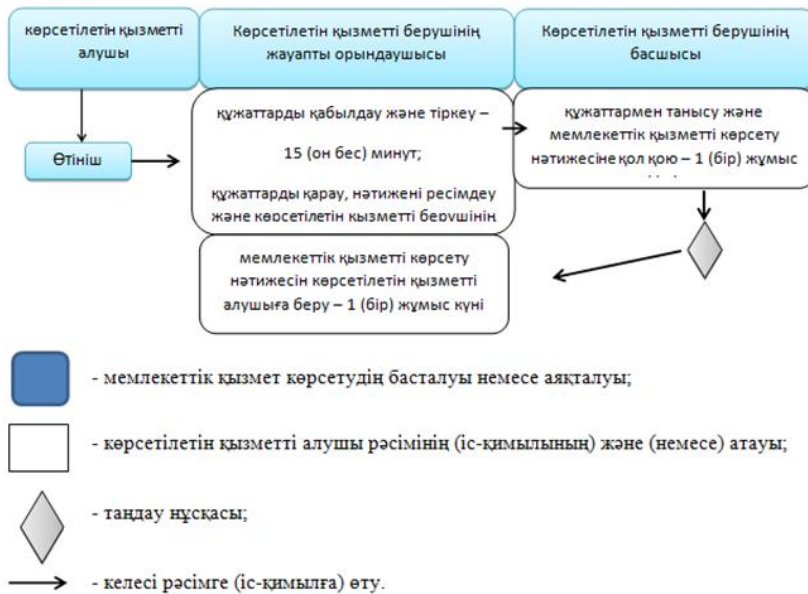 көрсетілетін қызметті
алушы
Көрсетілетін қызметті берушінің
жауапты орындаушысы
Көрсетілетін қызметті берушінің
басшысы
Өтініш
құжаттарды қабылдау және тіркеу –
15 (он бес) минут;
құжаттарды қарау, нәтижені ресімдеу
және көрсетілетін қызметті берушінің
құжаттармен танысу және
мемлекеттік қызметті көрсету
нәтижесіне қол қою – 1 (бір) жұмыс
мемлекеттік қызметті көрсету
нәтижесін көрсетілетін қызметті
алушыға беру – 1 (бір) жұмыс күні
- мемлекеттік қызмет көрсетудің басталуы немесе аяқталуы;
- көрсетілетін қызметті алушы рәсімінің (іс-қимылының) және (немесе) атауы;
- таңдау нұсқасы;
- келесі рәсімге (іс-қимылға) өту.